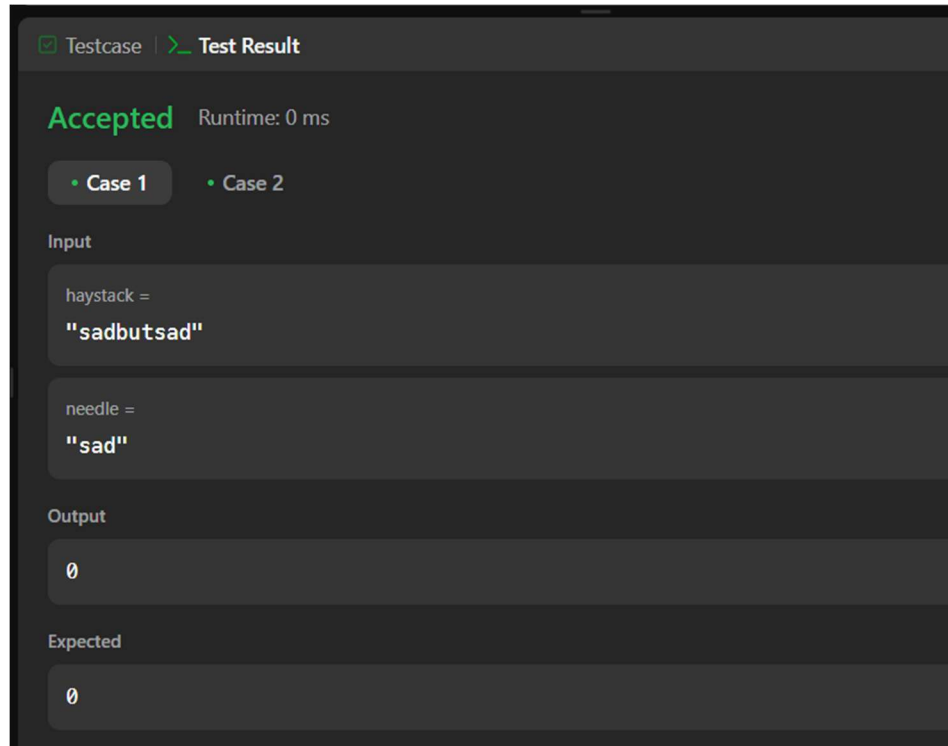 Testcase | Test Result
Accepted Runtime: 0 ms
• Case 1 • Case 2
Input
haystack =
"sadbutsad"
needle =
"sad"
Output
0
Expected
0